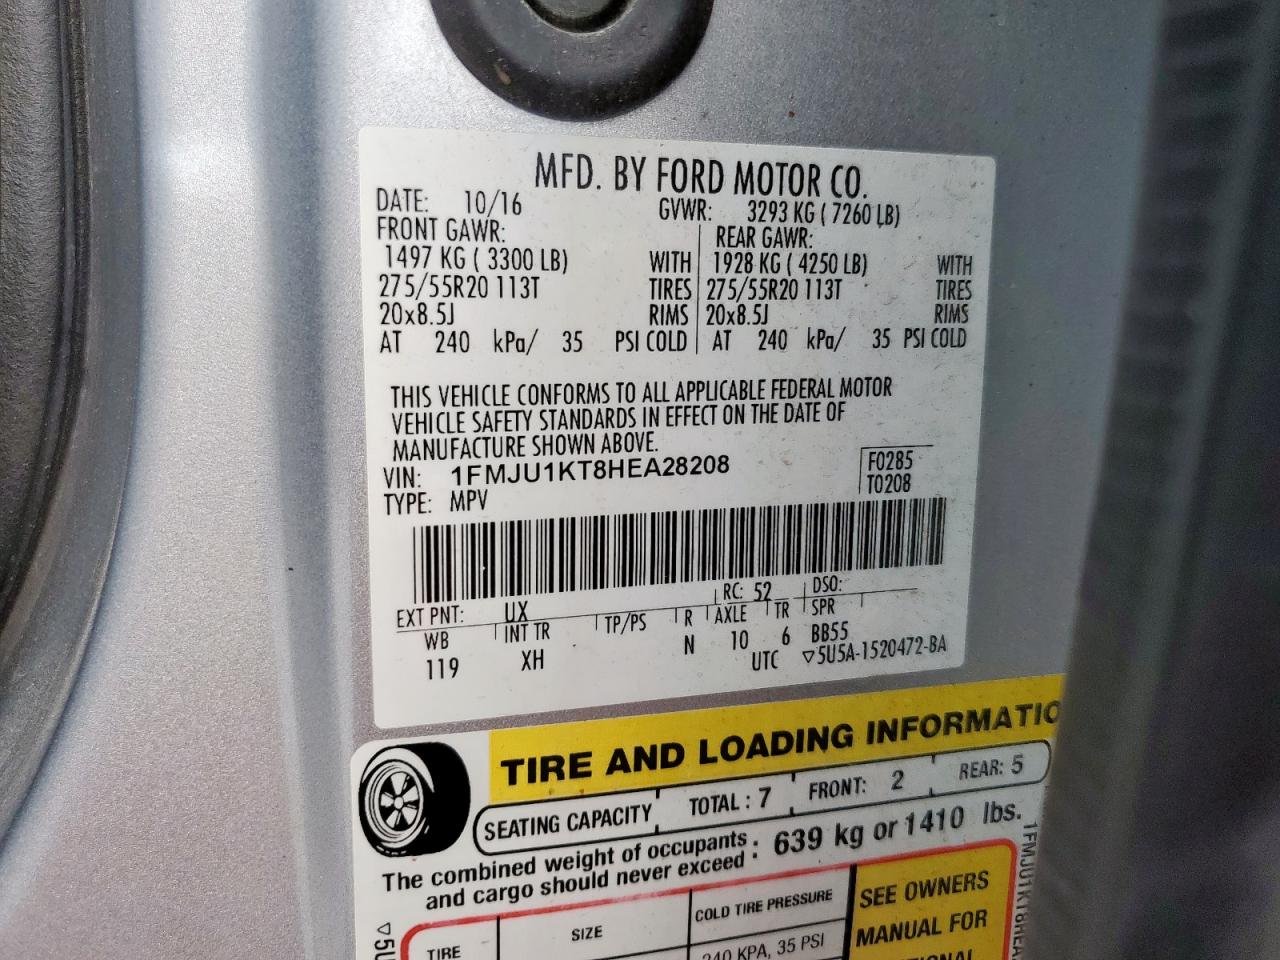 MFD. BY FORD MOTOR CO.
DATE: 10/16 GVWR: 3293 KG ( 7260 LB)
FRONT GAWR: REAR GAWR:
1497 KG ( 3300 LB) WITH 1928 KG ( 4250 LB) WITH
275/55R20 113T TIRES 275/55R20 113T TIRES
20x8.5J RIMS 20x8.5J RIMS
AT 240 kPa/ 35 PSI COLD AT 240 kPa/ 35 PSI COLD
THIS VEHICLE CONFORMS TO ALL APPLICABLE FEDERAL MOTOR
VEHICLE SAFETY STANDARDS IN EFFECT ON THE DATE OF
MANUFACTURE SHOWN ABOVE.
VIN: 1FMJU1KT8HEA28208 F0285
TYPE: MPV T0208
EXT PNT: UX RC: 52 DSO:
WB INT TR TP/PS R AXLE TR SPR
119 XH N 10 6 BB55
UTC ▽5U5A-1520472-BA
TIRE AND LOADING INFORMATIO
SEATING CAPACITY TOTAL : 7 FRONT: 2 REAR: 5
The combined weight of occupants
and cargo should never exceed : 639 kg or 1410 lbs.
TIRE SIZE COLD TIRE PRESSURE SEE OWNERS
240 KPA, 35 PSI MANUAL FOR
▽5U
1FMJU1KT8HEA